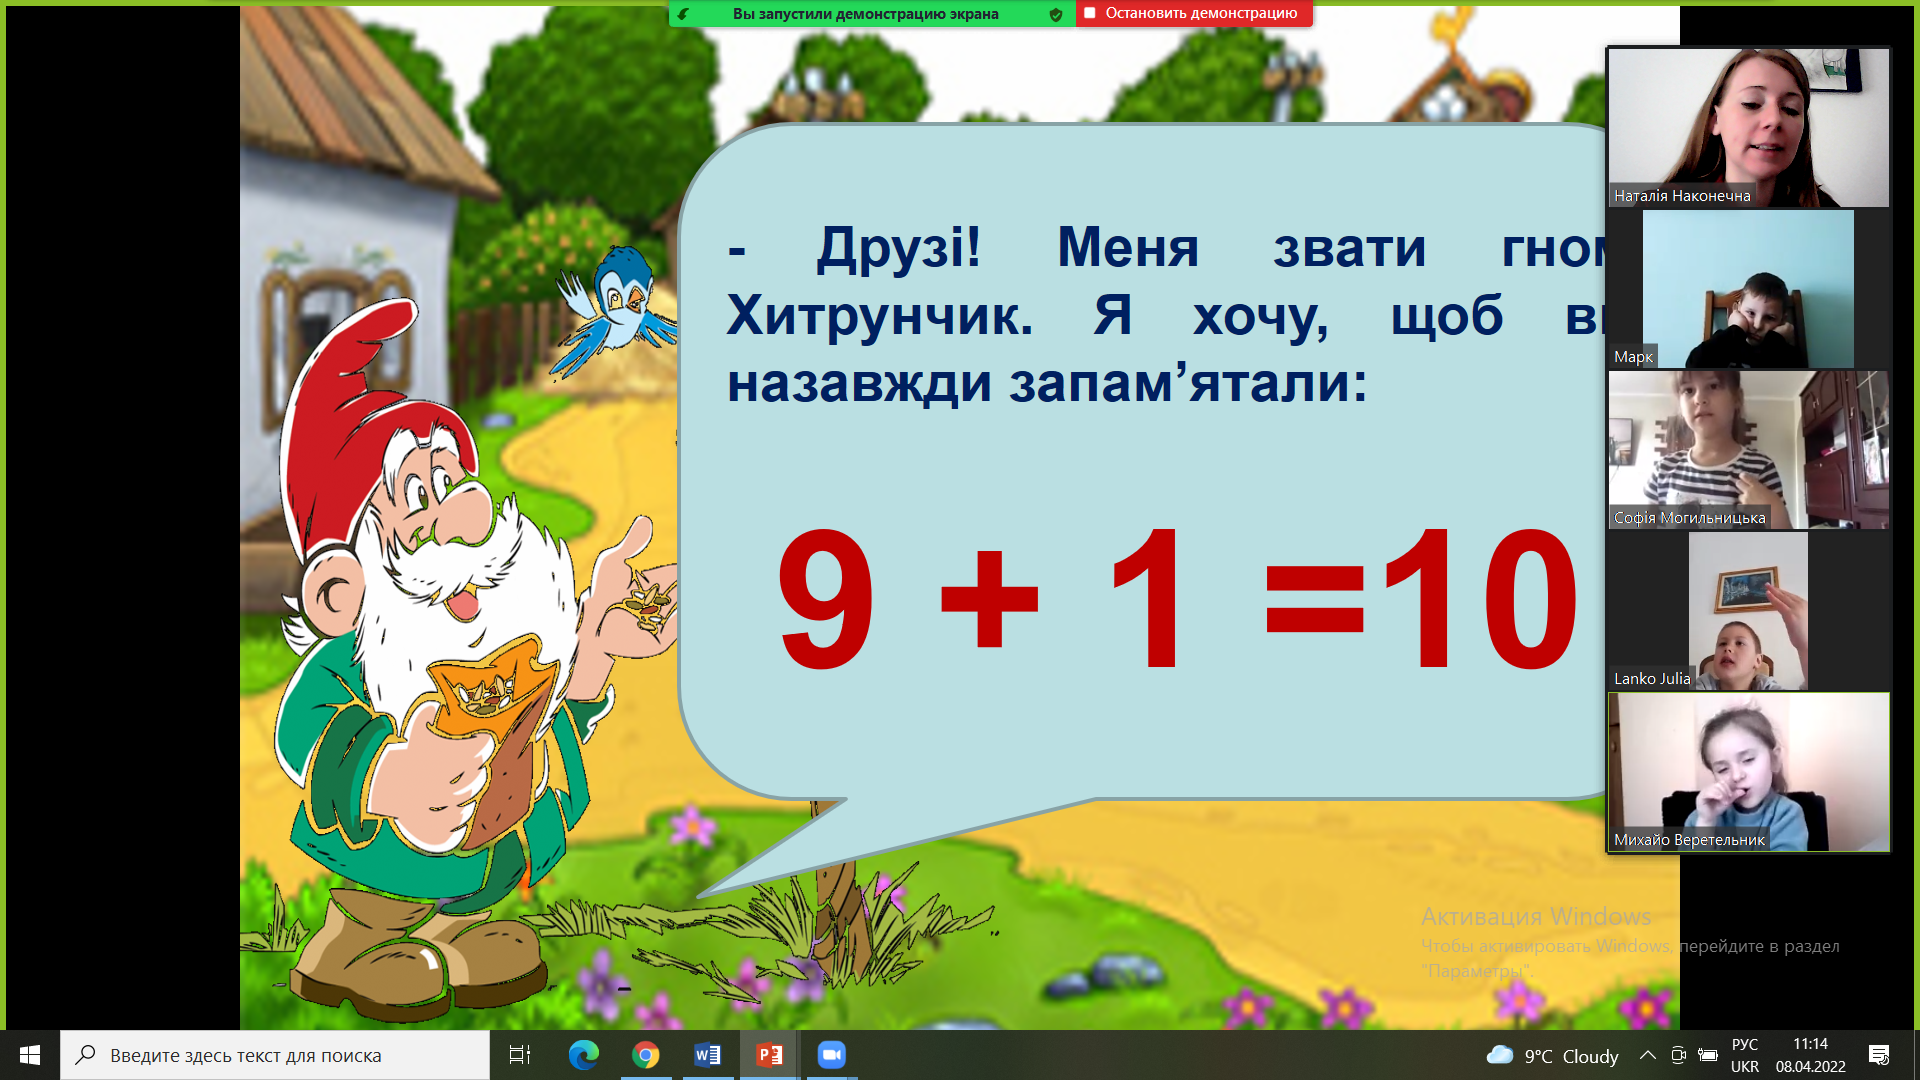 Вы запустили демонстрацию экрана
Остановить демонстрацию
- Друзі! Меня звати гном
Хитрунчик. Я хочу, щоб
назавжди запам’ятали:
9 + 1 =10
Наталія Наконечна
Марк
Софія Могильницька
Lanko Julia
Михайо Веретельник
Активация Windows
Чтобы активировать Windows, перейдите в раздел
"Параметры".
Введите здесь текст для поиска
9°C Cloudy
РУС
UKR
11:14
08.04.2022